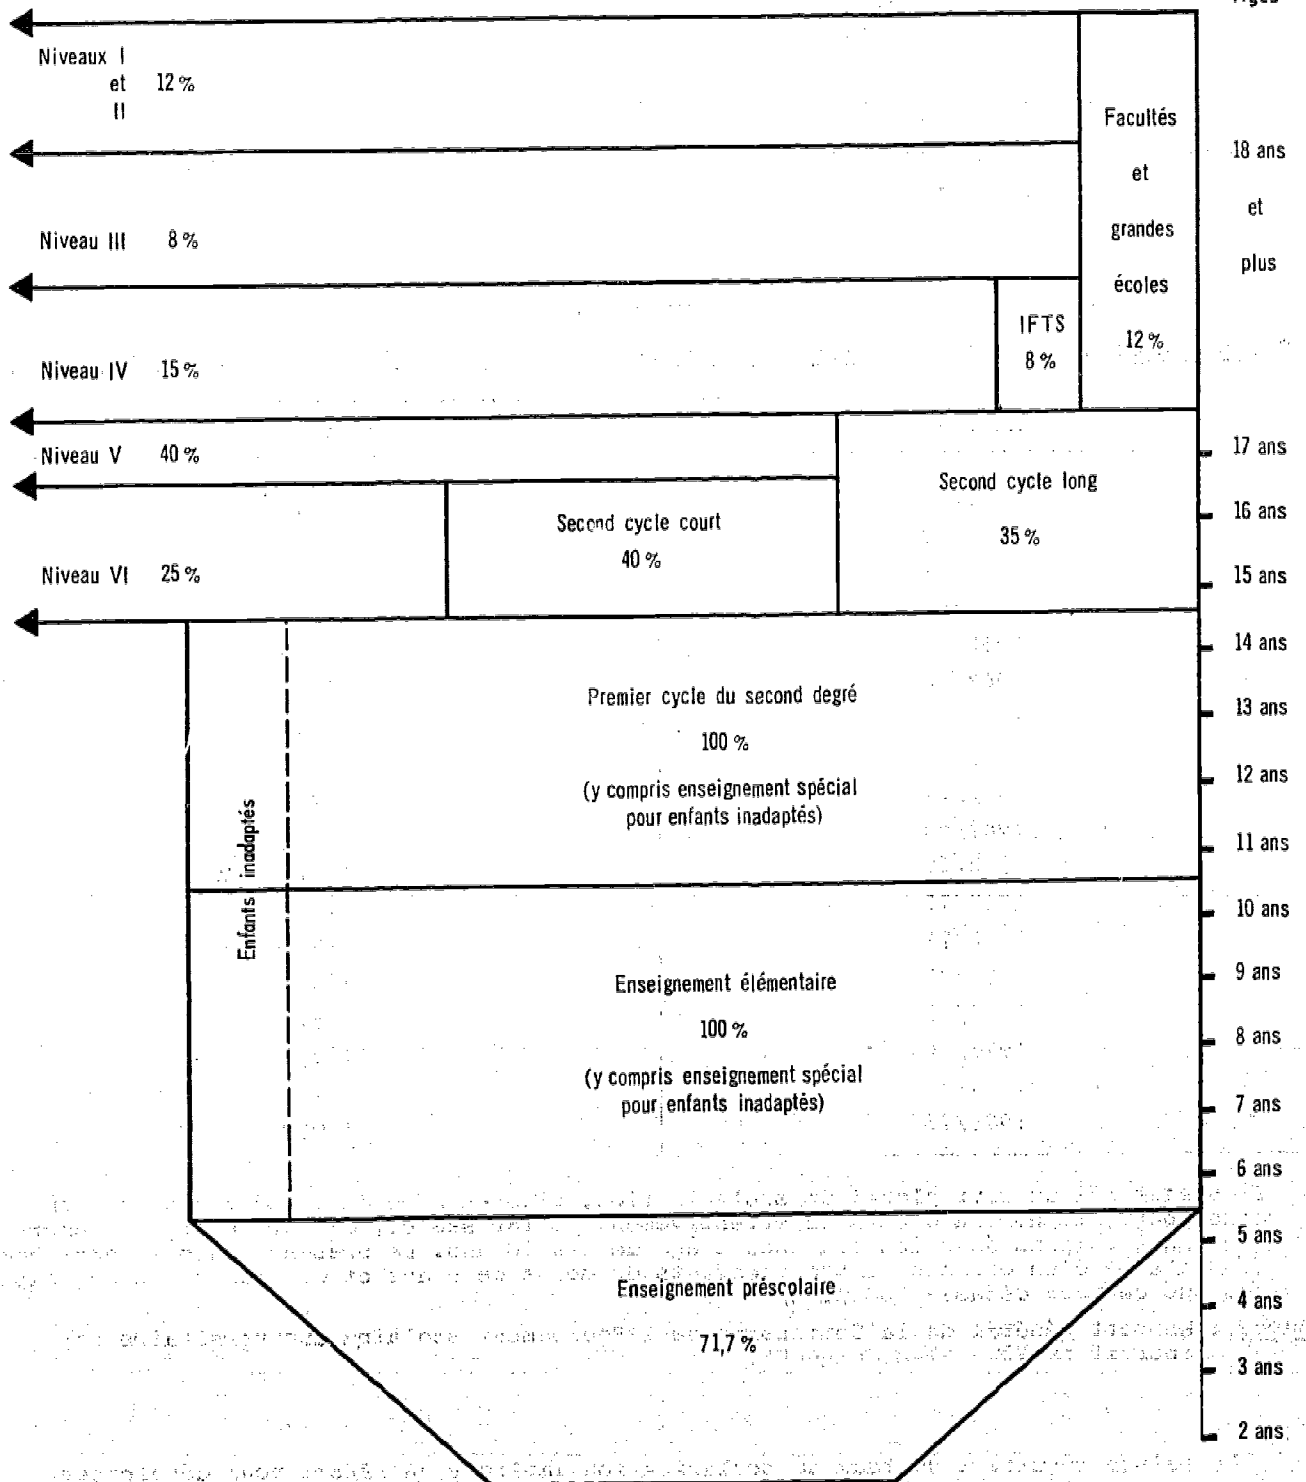 Niveaux I
et 12 %
II
Facultés
et
grandes
écoles
12 %
18 ans
et
plus
Niveau III 8 %
IFTS
8 %
Niveau IV 15 %
Niveau V 40 %
17 ans
Second cycle long
35 %
16 ans
Second cycle court
40 %
Niveau VI 25 %
15 ans
14 ans
Premier cycle du second degré
100 %
(y compris enseignement spécial
pour enfants inadaptés)
13 ans
12 ans
11 ans
Enfants inadaptés
10 ans
Enseignement élémentaire
100 %
(y compris enseignement spécial
pour enfants inadaptés)
9 ans
8 ans
7 ans
6 ans
5 ans
Enseignement préscolaire
71,7 %
4 ans
3 ans
2 ans